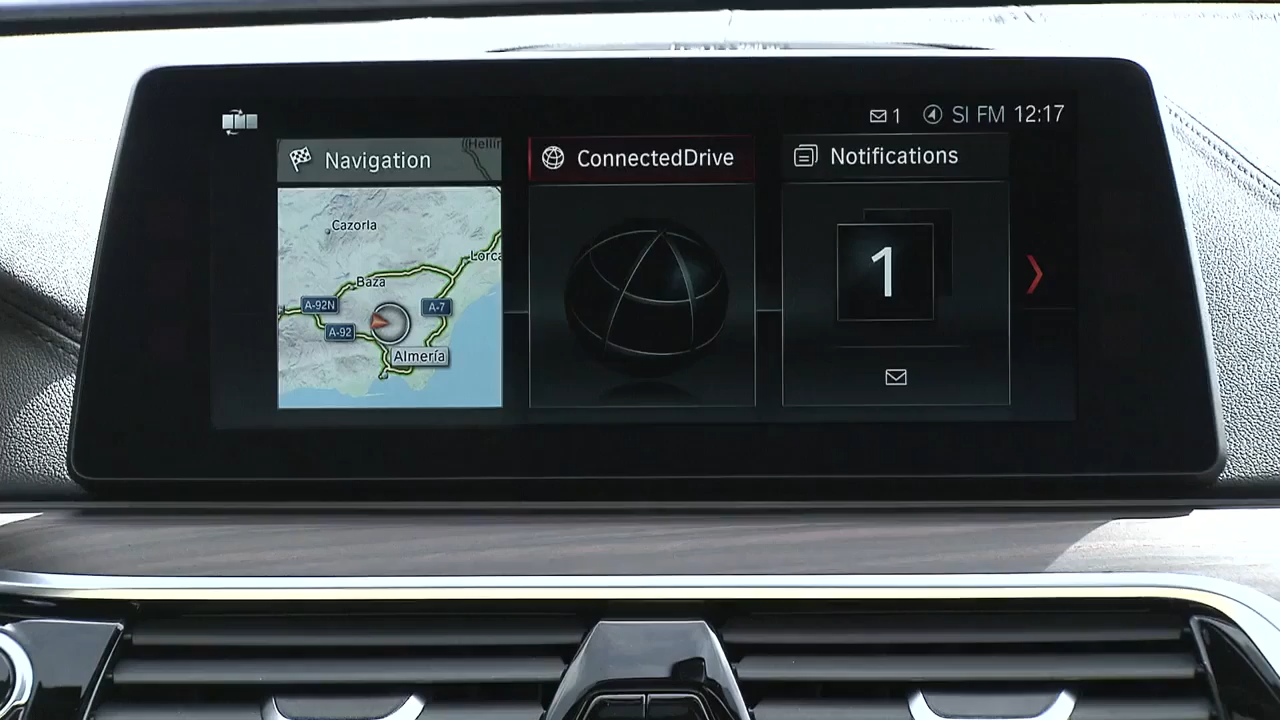 1 SI FM 12:17
Navigation
ConnectedDrive
Notifications
Cazorla
Lorca
Baza
A-92N
A-7
A-92
Almería
1